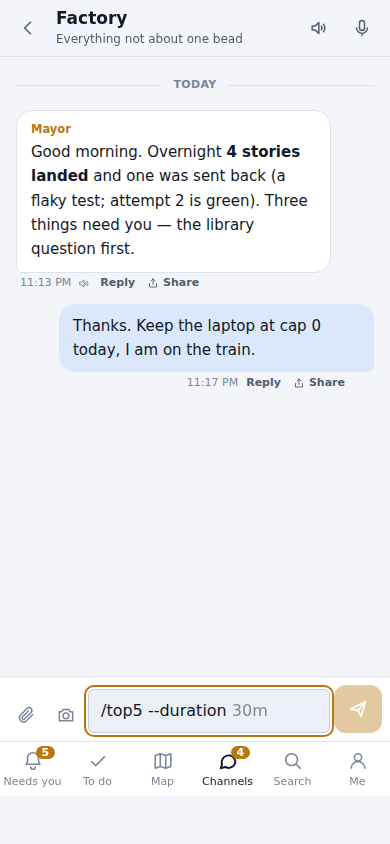 Factory
Everything not about one bead
TODAY
Mayor
Good morning. Overnight 4 stories
landed and one was sent back (a
flaky test; attempt 2 is green). Three
things need you — the library
question first.
11:13 PM Reply Share
Thanks. Keep the laptop at cap 0
today, I am on the train.
11:17 PM Reply Share
/top5 --duration 30m
5
4
Needs you To do Map Channels Search Me